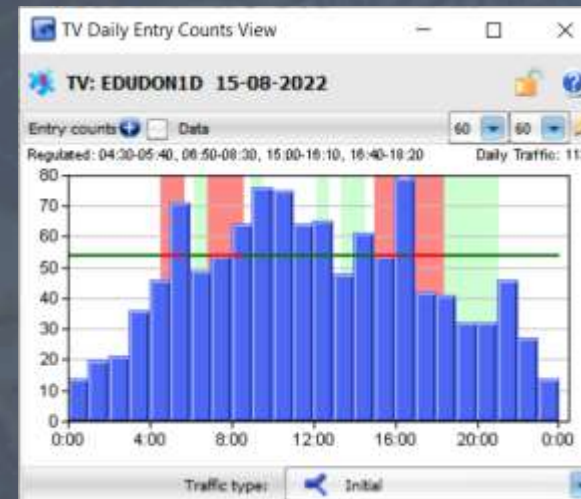 TV Daily Entry Counts View
TV: EDUDON1D 15-08-2022
Entry counts Data 60 60
Regulated: 04:30-05:40, 06:50-08:30, 15:00-16:10, 16:40-18:20 Daily Traffic: 11
80
70
60
50
40
30
20
10
0
0:00 4:00 8:00 12:00 16:00 20:00 0:00
Traffic type: Initial